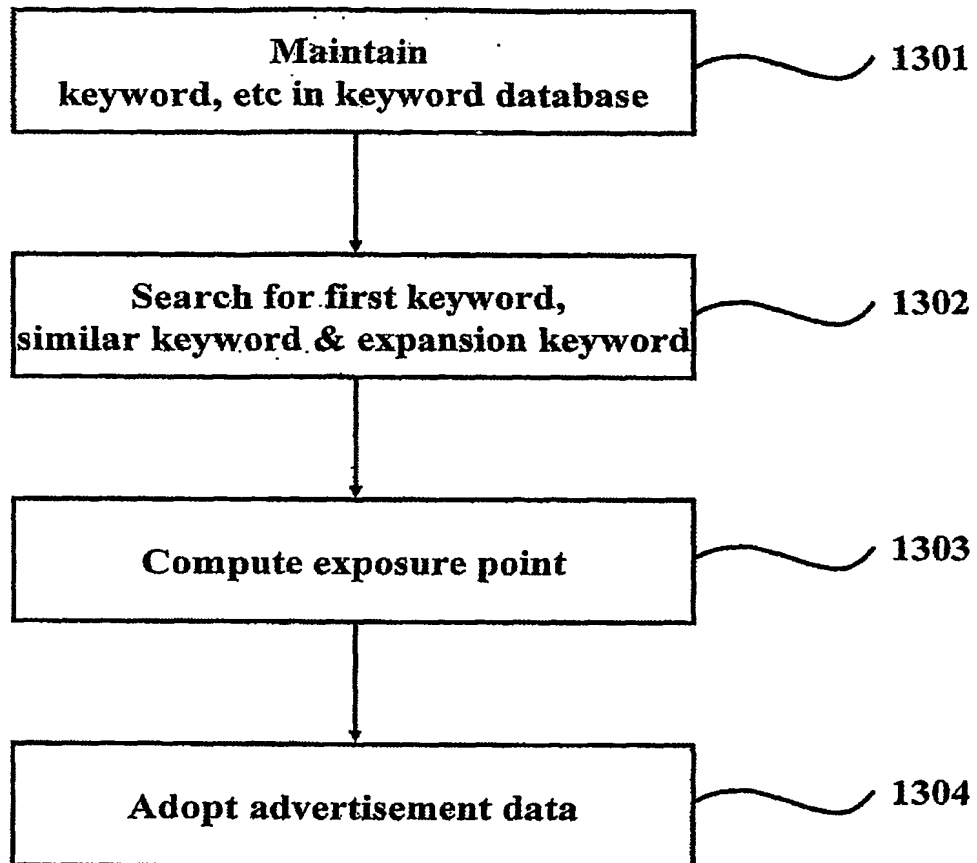 Maintain
keyword, etc in keyword database
1301
Search for first keyword,
similar keyword & expansion keyword
1302
Compute exposure point
1303
Adopt advertisement data
1304